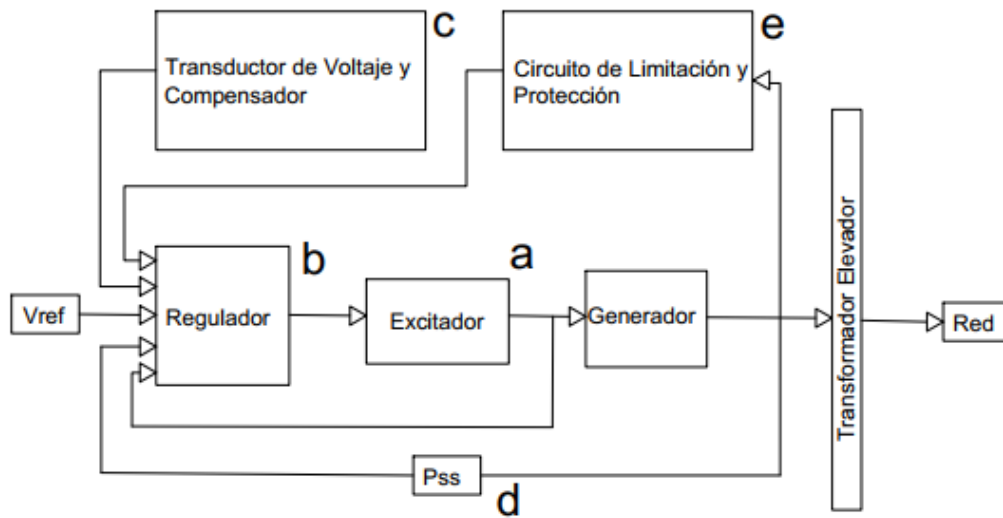 c
Transductor de Voltaje y
Compensador
e
Circuito de Limitación y
Protección
b
a
Vref
Regulador
Excitador
Generador
Transformador Elevador
Red
Pss
d